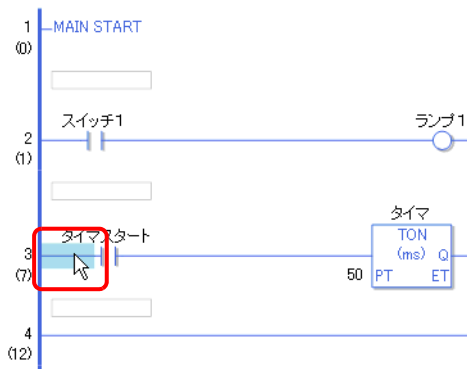 1 MAIN START
(0)
スイッチ1 ランプ1
2
(1)
タイマスタート タイマ
3 TON
(ms) Q
(7) 50 PT ET
4
(12)